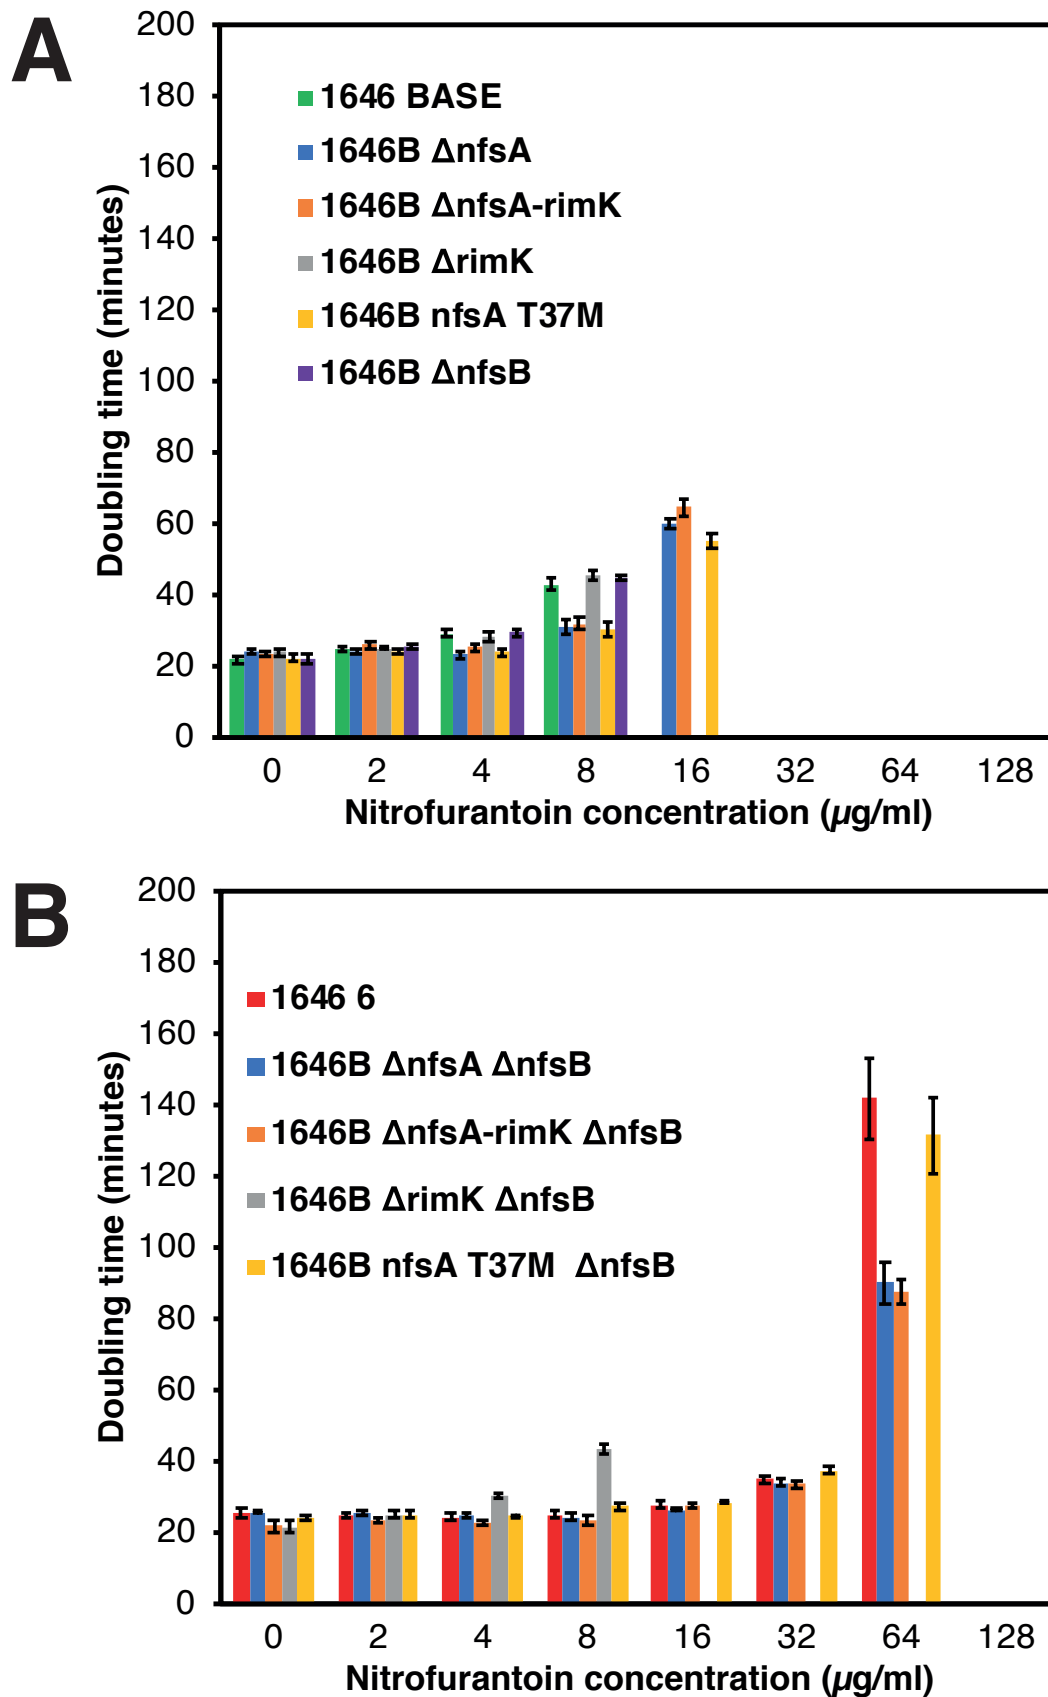 A
200
180
160
140
120
100
80
60
40
20
0
Doubling time (minutes)
1646 BASE
1646B ΔnfsA
1646B ΔnfsA-rimK
1646B ΔrimK
1646B nfsA T37M
1646B ΔnfsB
0 2 4 8 16 32 64 128
Nitrofurantoin concentration (µg/ml)
B
200
180
160
140
120
100
80
60
40
20
0
Doubling time (minutes)
1646 6
1646B ΔnfsA ΔnfsB
1646B ΔnfsA-rimK ΔnfsB
1646B ΔrimK ΔnfsB
1646B nfsA T37M ΔnfsB
0 2 4 8 16 32 64 128
Nitrofurantoin concentration (µg/ml)